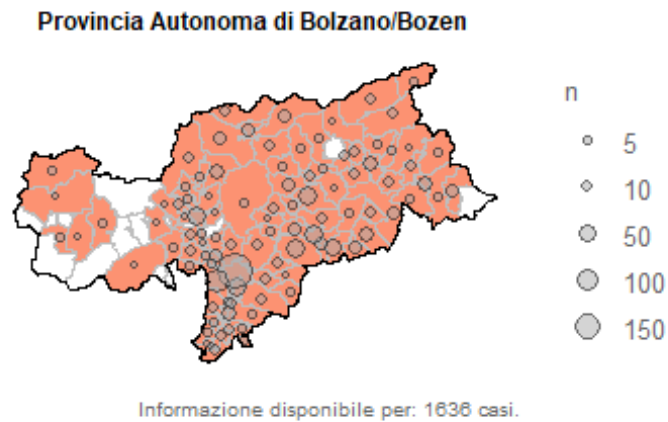 Provincia Autonoma di Bolzano/Bozen
n
5
10
50
100
150
Informazione disponibile per: 1636 casi.